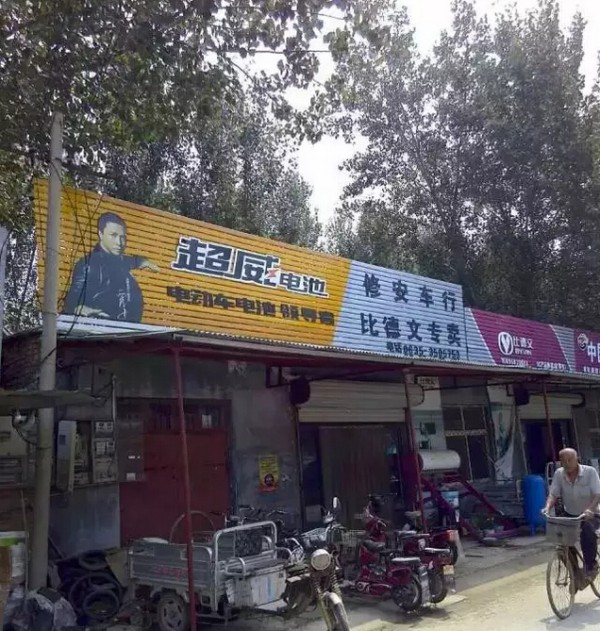 超威电池
电动车电池 领导者
修安车行
比德文专卖
比德文
中